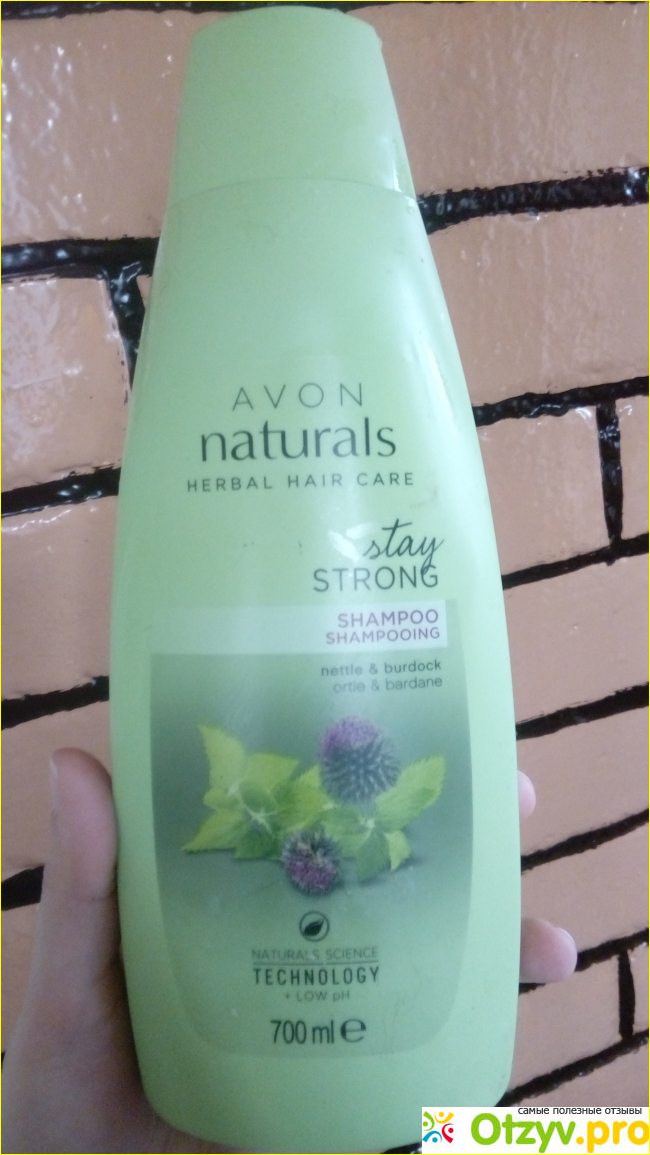 AVON
naturals
HERBAL HAIR CARE
stay
STRONG
SHAMPOO
SHAMPOOING
nettle & burdock
ortie & bardane
NATURALS SCIENCE
TECHNOLOGY
+ LOW pH
700 ml ℮
самые полезные отзывы
Otzyv.pro